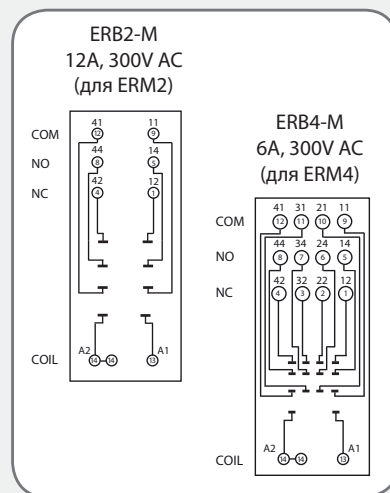 ERB2-M
12A, 300V AC
(для ERM2)
41 11
COM 12 9
44 14
NO 8 5
42 12
NC 4 1
A2 A1
COIL 14 14 13
ERB4-M
6A, 300V AC
(для ERM4)
41 31 21 11
COM 12 11 10 9
44 34 24 14
NO 8 7 6 5
42 32 22 12
NC 4 3 2 1
A2 A1
COIL 14 14 13